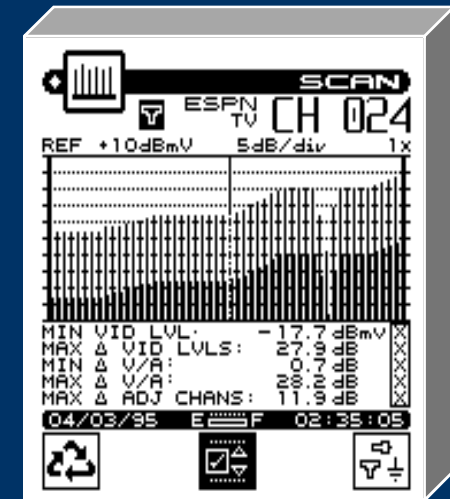 SCAN
ESPN
TV CH 024
REF +10dBmV 5dB/div 1x
MIN VID LVL: -17.7 dBmV X
MAX Δ VID LVLS: 27.9 dB X
MIN Δ V/A: 0.7 dB X
MAX Δ V/A: 28.2 dB X
MAX Δ ADJ CHANS: 11.9 dB X
04/03/95 E F 02:35:05